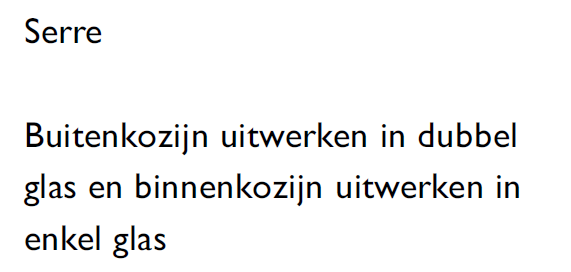 Serre
Buitenkozijn uitwerken in dubbel
glas en binnenkozijn uitwerken in
enkel glas